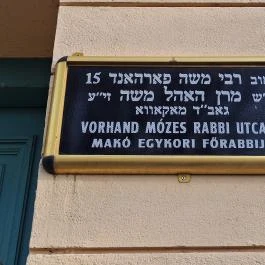 רבי משה פארהאנד 15
מרן האהל משה זי״ע
גאב״ד מאקאווא
VORHAND MÓZES RABBI UTCA
MAKÓ EGYKORI FŐRABBIJ